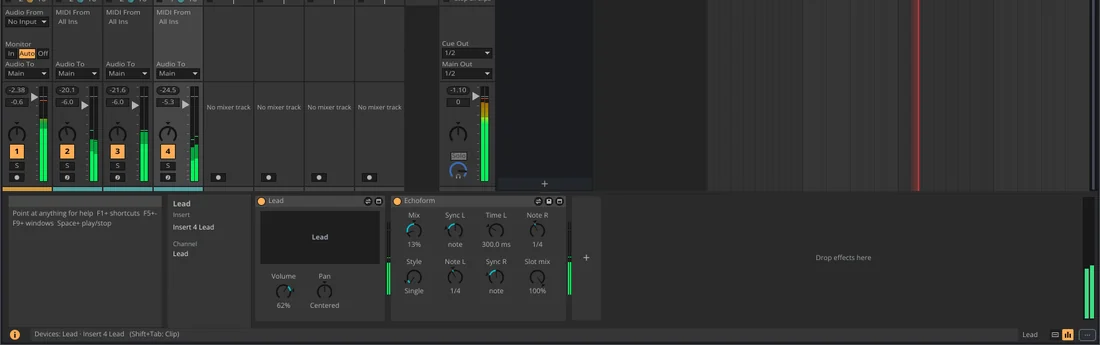 Audio From MIDI From MIDI From MIDI From
No Input All Ins All Ins All Ins
Monitor
In Auto Off
Cue Out
1/2
Audio To Audio To Audio To Audio To Main Out
Main Main Main Main 1/2
-2.38 -20.1 -21.6 -24.5 -1.10
-0.6 -6.0 -6.0 -5.3 0
No mixer track No mixer track No mixer track No mixer track
1 2 3 4
Solo
S S S S
+
Point at anything for help F1+ shortcuts F5+-
F9+ windows Space+ play/stop
Lead
Insert
Insert 4 Lead
Channel
Lead
Lead
Lead
Volume Pan
62% Centered
Echoform
Mix Sync L Time L Note R
13% note 300.0 ms 1/4
Style Note L Sync R Slot mix
Single 1/4 note 100%
+
Drop effects here
Devices: Lead · Insert 4 Lead (Shift+Tab: Clip)
Lead